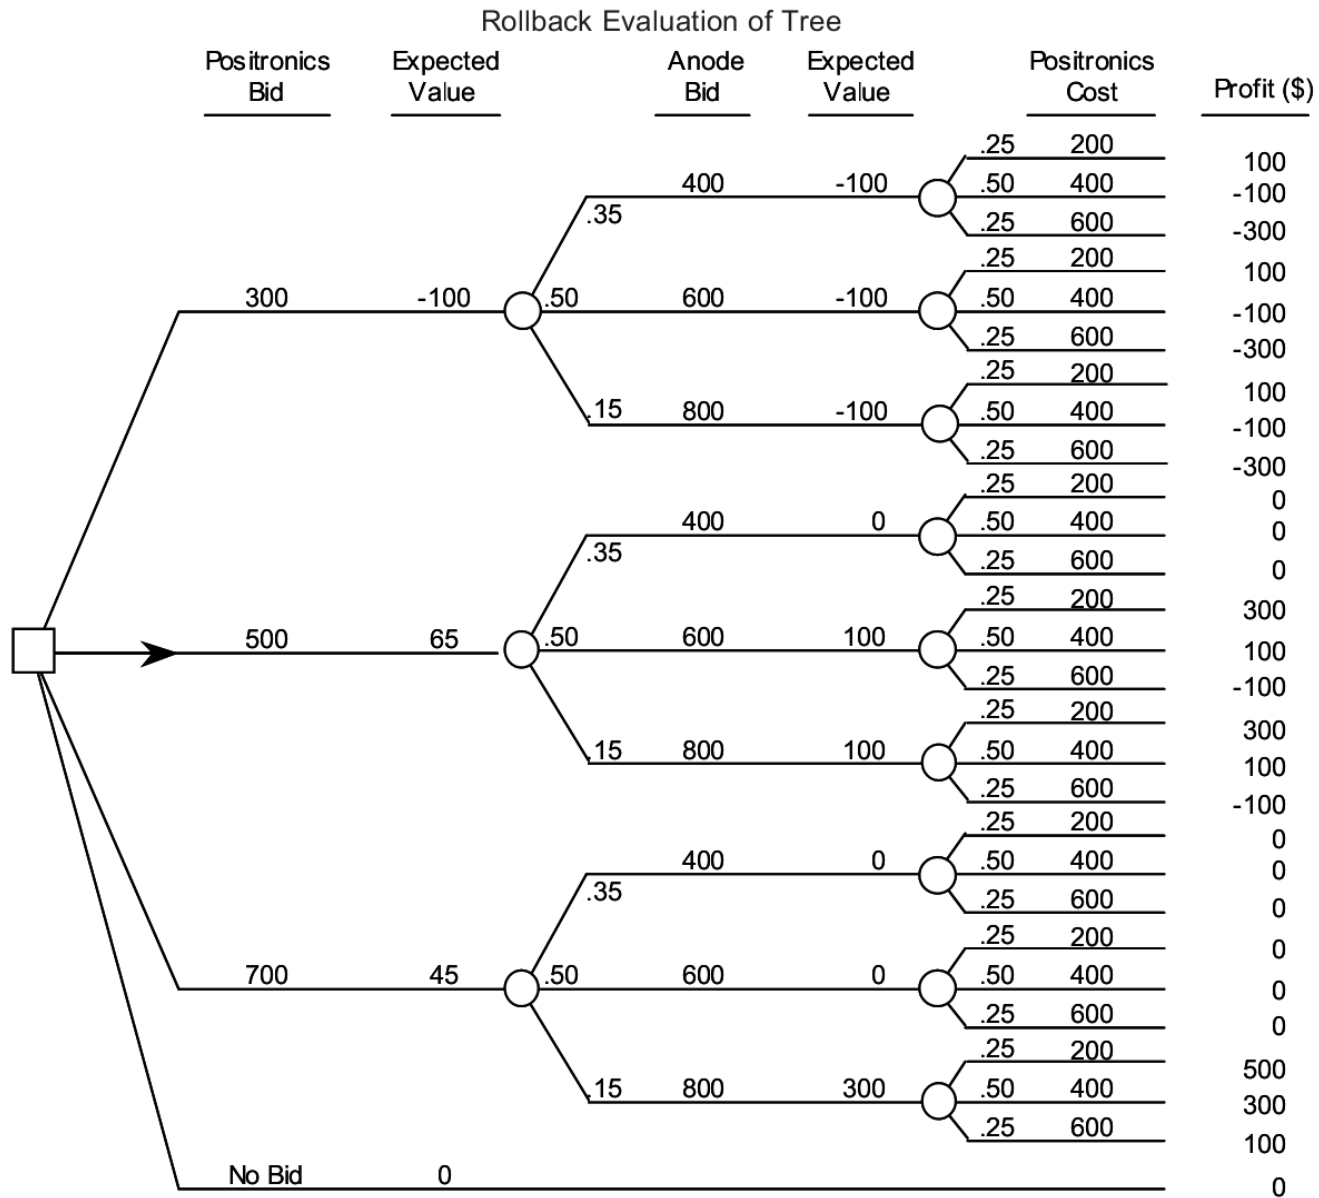 Rollback Evaluation of Tree
Positronics Expected Anode Expected Positronics
Bid Value Bid Value Cost Profit ($)
.25 200 100
400 -100 .50 400 -100
.35 .25 600 -300
.25 200 100
300 -100 .50 600 -100 .50 400 -100
.25 600 -300
.25 200 100
.15 800 -100 .50 400 -100
.25 600 -300
.25 200 0
400 0 .50 400 0
.35 .25 600 0
.25 200 300
500 65 .50 600 100 .50 400 100
.25 600 -100
.25 200 300
.15 800 100 .50 400 100
.25 600 -100
.25 200 0
400 0 .50 400 0
.35 .25 600 0
.25 200 0
700 45 .50 600 0 .50 400 0
.25 600 0
.25 200 500
.15 800 300 .50 400 300
.25 600 100
No Bid 0 0